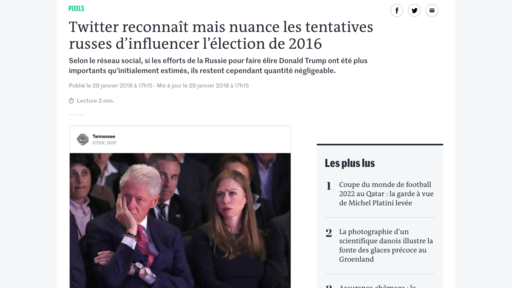 PIXELS
Twitter reconnaît mais nuance les tentatives
russes d’influencer l’élection de 2016
Selon le réseau social, si les efforts de la Russie pour faire élire Donald Trump ont été plus
importants qu’initialement estimés, ils restent cependant quantité négligeable.
Publié le 29 janvier 2018 à 17h15 - Mis à jour le 29 janvier 2018 à 17h15
Lecture 3 min.
Tennessee
@TEN_GOP
Les plus lus
1 Coupe du monde de football
2022 au Qatar : la garde à
vue de Michel Platini levée
2 La photographie d’un
scientifique danois illustre la
fonte des glaces précoce au
Groenland